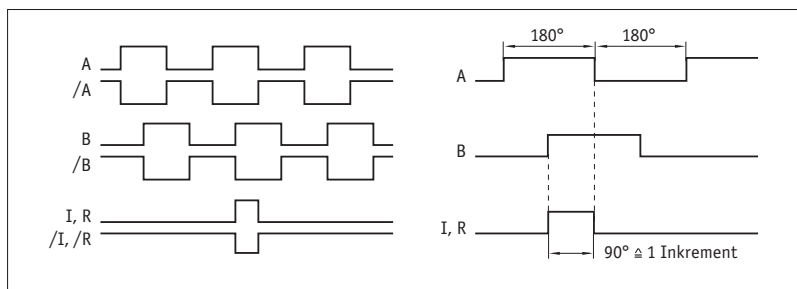 A
/A
B
/B
I, R
/I, /R
180° 180°
A
B
I, R
90° ≙ 1 Inkrement